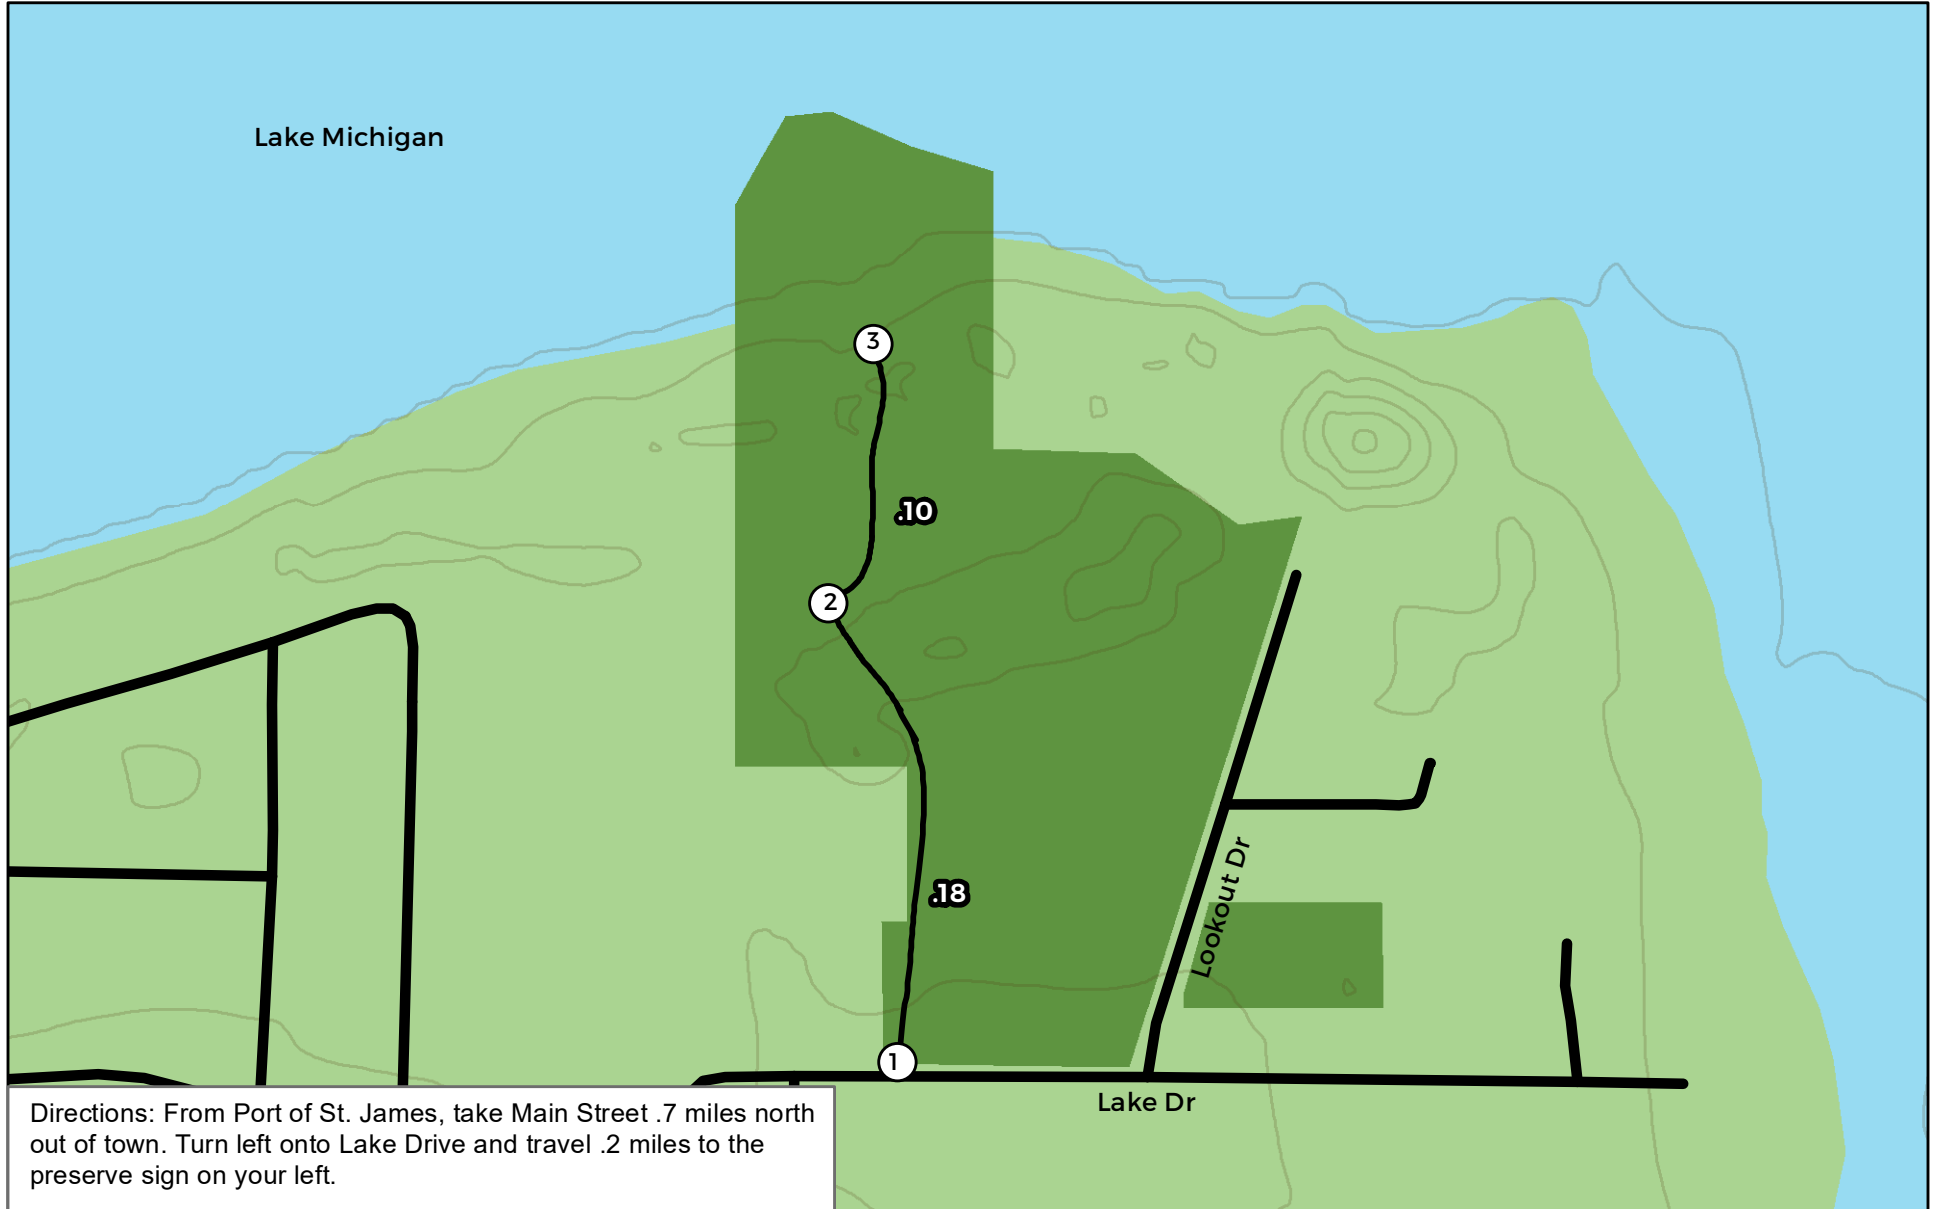 Lake Michigan
3
.10
2
Lookout Dr
.18
1
Lake Dr
Directions: From Port of St. James, take Main Street .7 miles north
out of town. Turn left onto Lake Drive and travel .2 miles to the
preserve sign on your left.